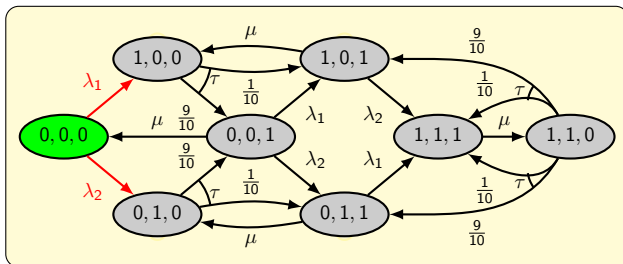 μ
9/10
1,0,0
1,0,1
λ₁
τ
1/10
1/10
τ
9/10
λ₁
λ₂
0,0,0
μ
0,0,1
1,1,1
μ
1,1,0
9/10
λ₂
λ₁
λ₂
1/10
1/10
τ
τ
0,1,0
0,1,1
μ
9/10